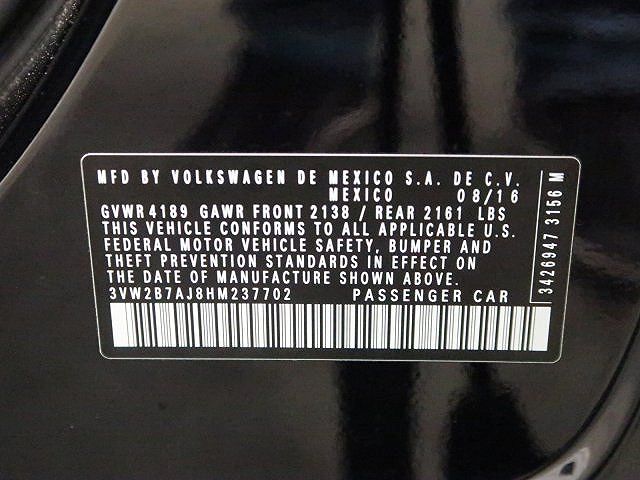 MFD BY VOLKSWAGEN DE MEXICO S.A. DE C.V.
MEXICO 08/16
GVWR 4189 GAWR FRONT 2138 / REAR 2161 LBS
THIS VEHICLE CONFORMS TO ALL APPLICABLE U.S.
FEDERAL MOTOR VEHICLE SAFETY, BUMPER AND
THEFT PREVENTION STANDARDS IN EFFECT ON
DATE OF MANUFACTURE SHOWN ABOVE.
3VW2B7AJ8HM237702 PASSENGER CAR
3426947 3156 M